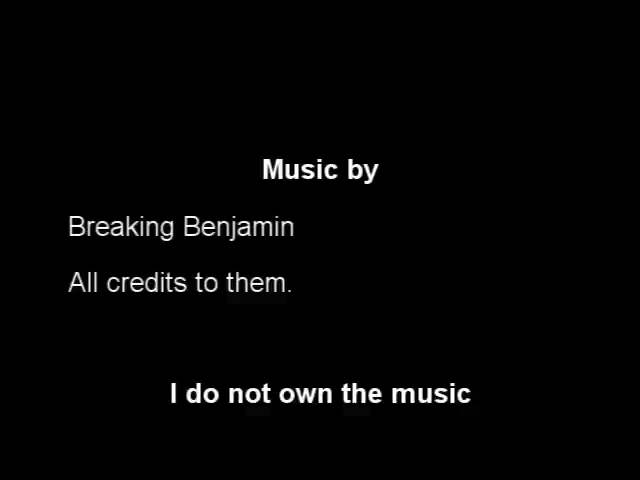 Music by
Breaking Benjamin
All credits to them.
I do not own the music